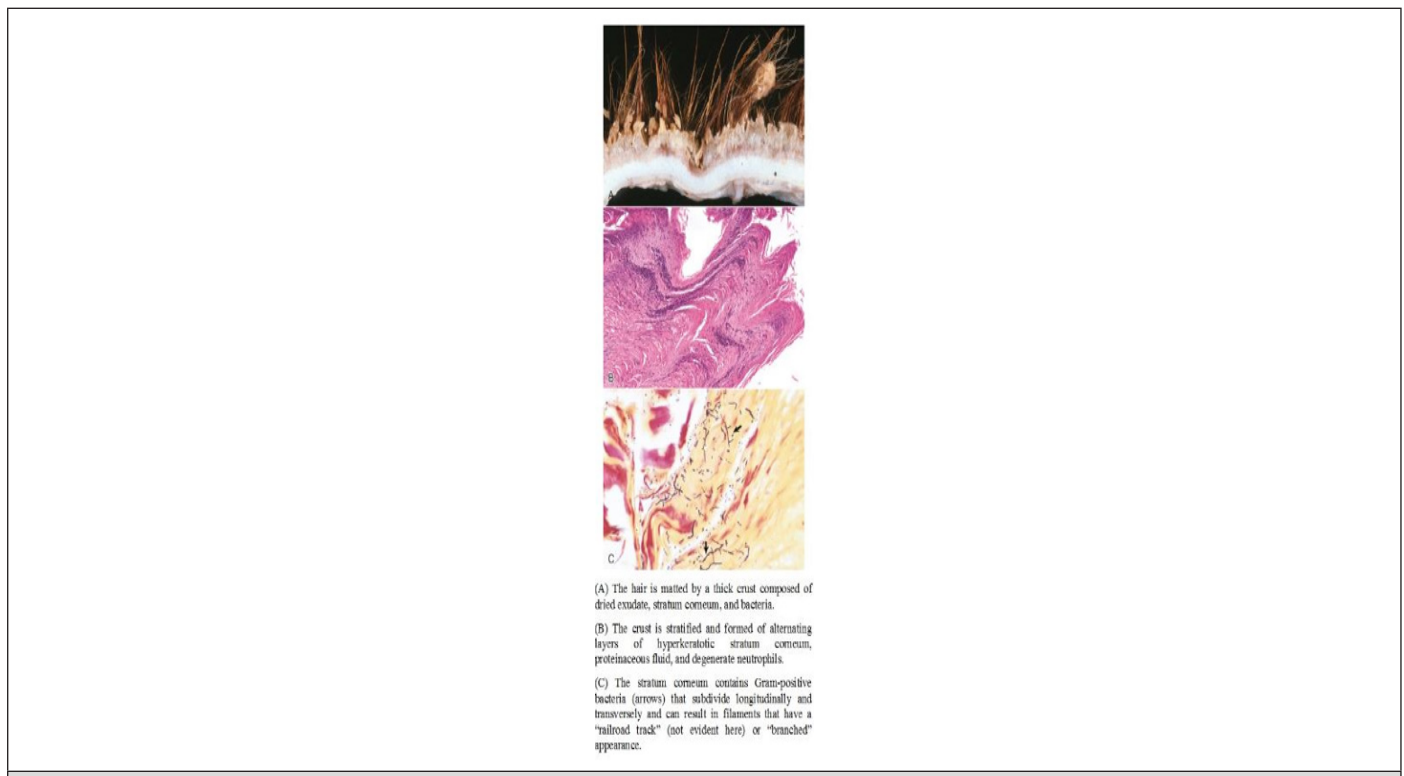 A
B
C
(A) The hair is matted by a thick crust composed of
dried exudate, stratum corneum, and bacteria.
(B) The crust is stratified and formed of alternating
layers of hyperkeratotic stratum corneum,
proteinaceous fluid, and degenerate neutrophils.
(C) The stratum corneum contains Gram-positive
bacteria (arrows) that subdivide longitudinally and
transversely and can result in filaments that have a
“railroad track” (not evident here) or “branched”
appearance.